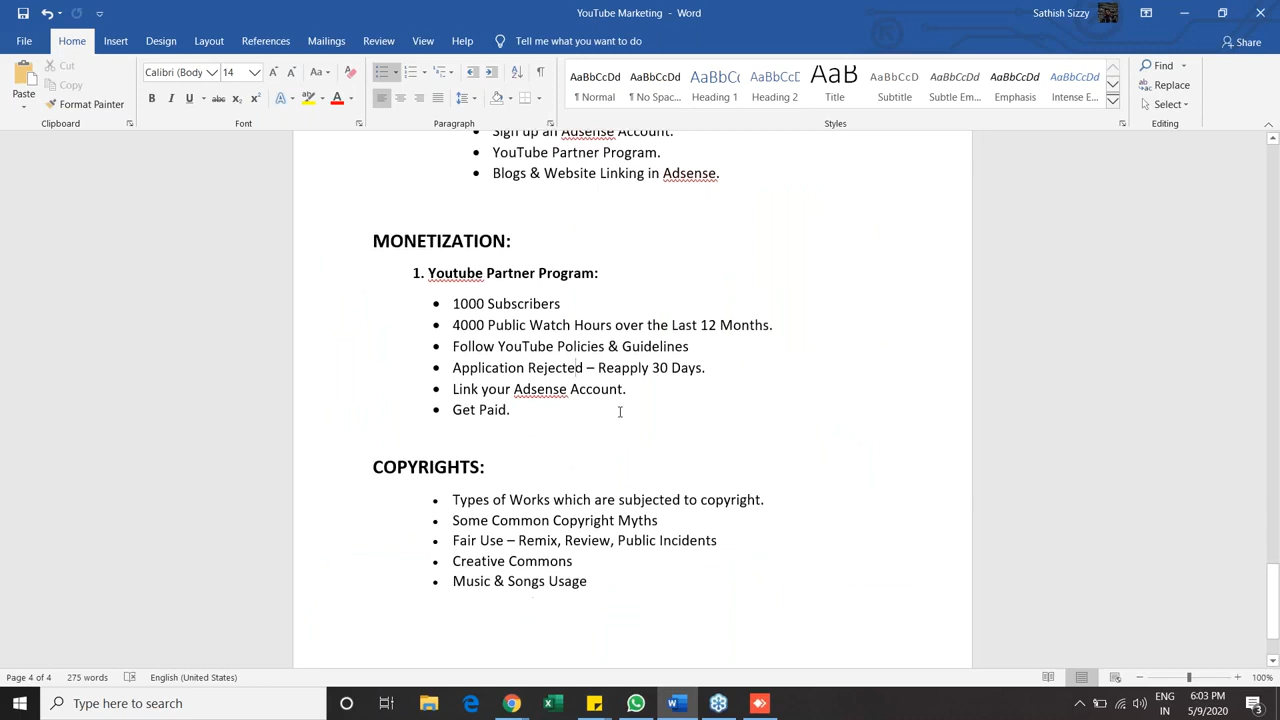 YouTube Marketing - Word
Sathish Sizzy
File Home Insert Design Layout References Mailings Review View Help Tell me what you want to do Share
Paste
Cut
Copy
Format Painter
Clipboard
Calibri (Body 14
Font
Paragraph
AaBbCcDd ¶ Normal
AaBbCcDd ¶ No Spac...
AaBbCc Heading 1
AaBbCcC Heading 2
AaB Title
AaBbCcD Subtitle
AaBbCcDd Subtle Em...
AaBbCcDd Emphasis
AaBbCcDd Intense E...
Styles
Find
Replace
Select
Editing
• Sign up an Adsense Account.
• YouTube Partner Program.
• Blogs & Website Linking in Adsense.
MONETIZATION:
1. Youtube Partner Program:
• 1000 Subscribers
• 4000 Public Watch Hours over the Last 12 Months.
• Follow YouTube Policies & Guidelines
• Application Rejected – Reapply 30 Days.
• Link your Adsense Account.
• Get Paid.
COPYRIGHTS:
• Types of Works which are subjected to copyright.
• Some Common Copyright Myths
• Fair Use – Remix, Review, Public Incidents
• Creative Commons
• Music & Songs Usage
Page 4 of 4 275 words English (United States) 100%
Type here to search
ENG
IN
6:03 PM
5/9/2020
3